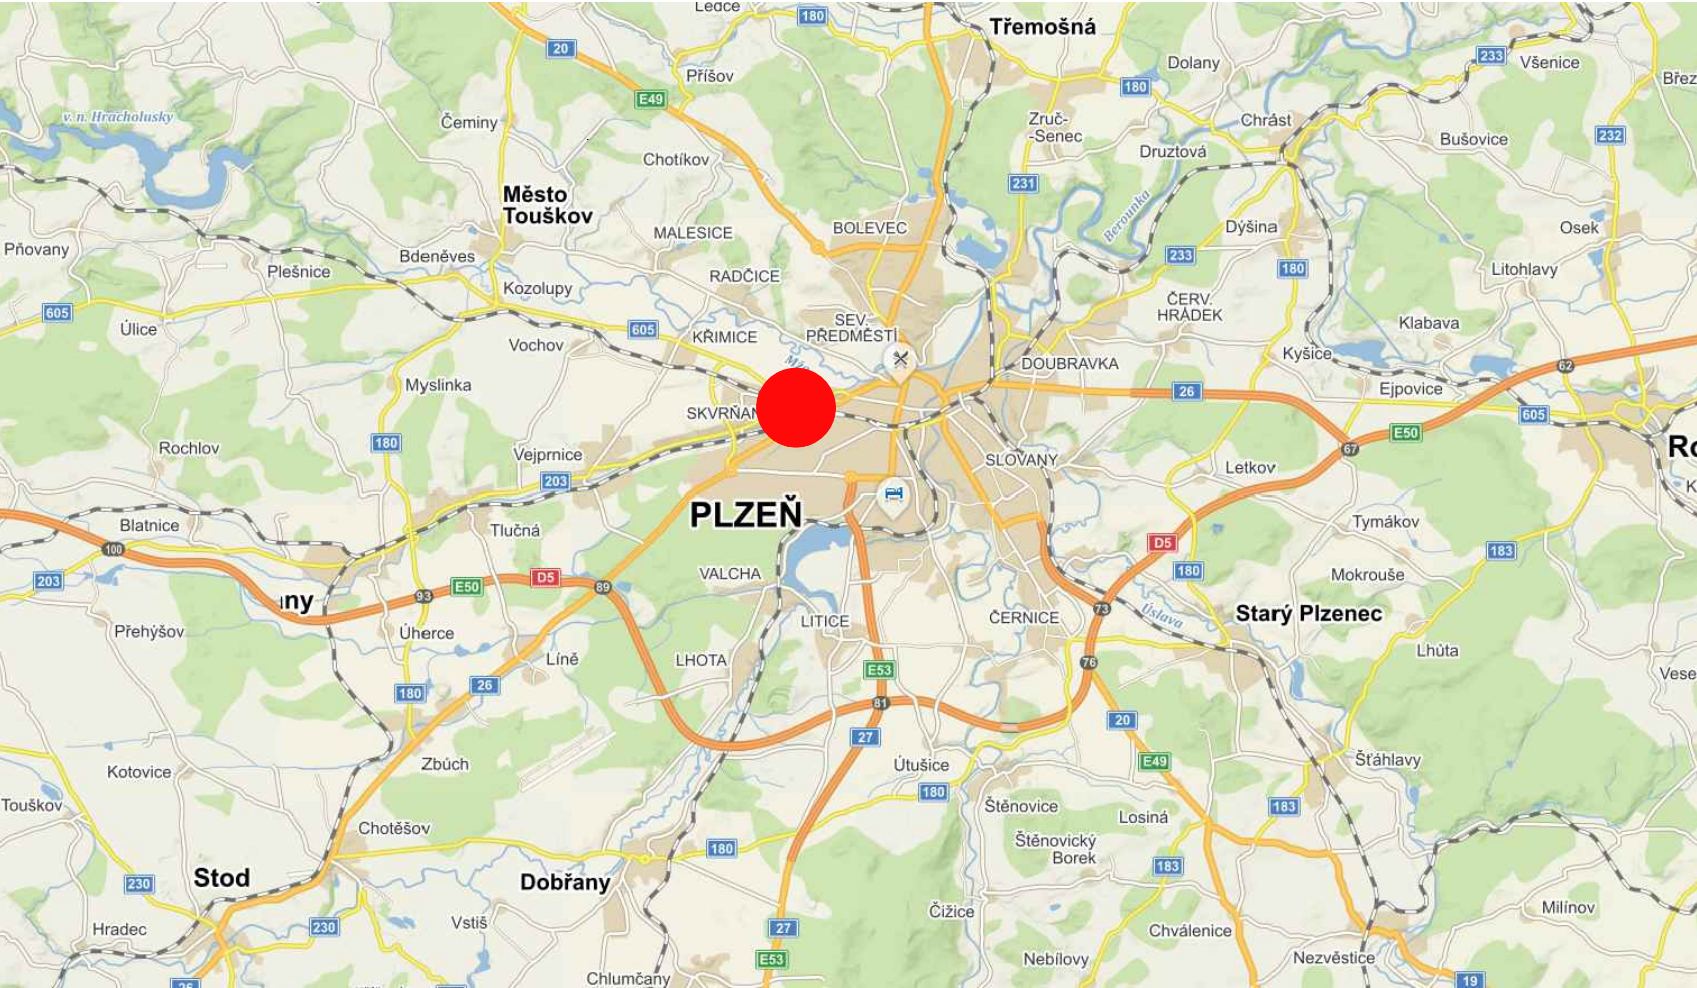 Ledce
180
Třemošná
20
233
Všenice
Dolany
Příšov
Břez
180
E49
v. n. Hracholusky
Čeminy
Zruč-
-Senec
Chrást
232
Bušovice
Druztová
Chotíkov
231
Město
Touškov
Berounka
BOLEVEC
Dýšina
Osek
MALESICE
Pňovany
Bdeněves
233
Plešnice
180
Litohlavy
RADČICE
Kozolupy
ČERV.
HRÁDEK
605
Úlice
605
SEV.
PŘEDMĚSTÍ
Klabava
KŘIMICE
Vochov
Kyšice
DOUBRAVKA
62
Myslinka
26
Ejpovice
SKVRŇAN
605
E50
180
Rochlov
67
Ro
Vejprnice
SLOVANY
Letkov
203
PLZEŇ
Blatnice
Tlučná
Tymákov
100
D5
183
VALCHA
180
Mokrouše
203
E50
D5
89
93
ny
73
Úslava
Starý Plzenec
Přehýšov
Úherce
LITICE
ČERNICE
Lhůta
Líně
LHOTA
76
E53
Vese
180
26
81
20
27
Zbůch
Útušice
E49
Šťáhlavy
Kotovice
180
Touškov
Štěnovice
183
Losiná
Chotěšov
Štěnovický
Borek
180
183
Stod
230
Dobřany
Čižice
Milínov
Vstiš
230
27
Hradec
Chválenice
E53
Nebílovy
Nezvěstice
Chlumčany
19
26